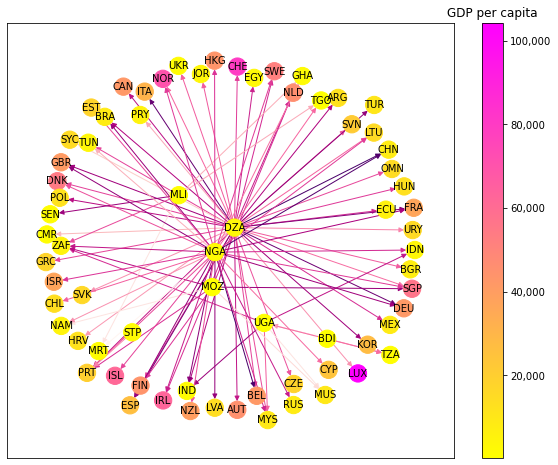 GDP per capita
HKG
UKR
CHE
SWE
JOR
NOR
EGY
GHA
CAN
ITA
NLD
TGO
ARG
EST
TUR
BRA
PRY
SVN
LTU
SYC
TUN
CHN
GBR
OMN
DNK
HUN
MLI
POL
SEN
ECU
FRA
DZA
URY
CMR
ZAF
NGA
IDN
GRC
BGR
ISR
MOZ
SGP
SVK
CHL
DEU
NAM
UGA
MEX
STP
HRV
BDI
KOR
MRT
TZA
PRT
ISL
CYP
LUX
FIN
CZE
IND
MUS
BEL
IRL
ESP
RUS
NZL
LVA
AUT
MYS
100,000
80,000
60,000
40,000
20,000